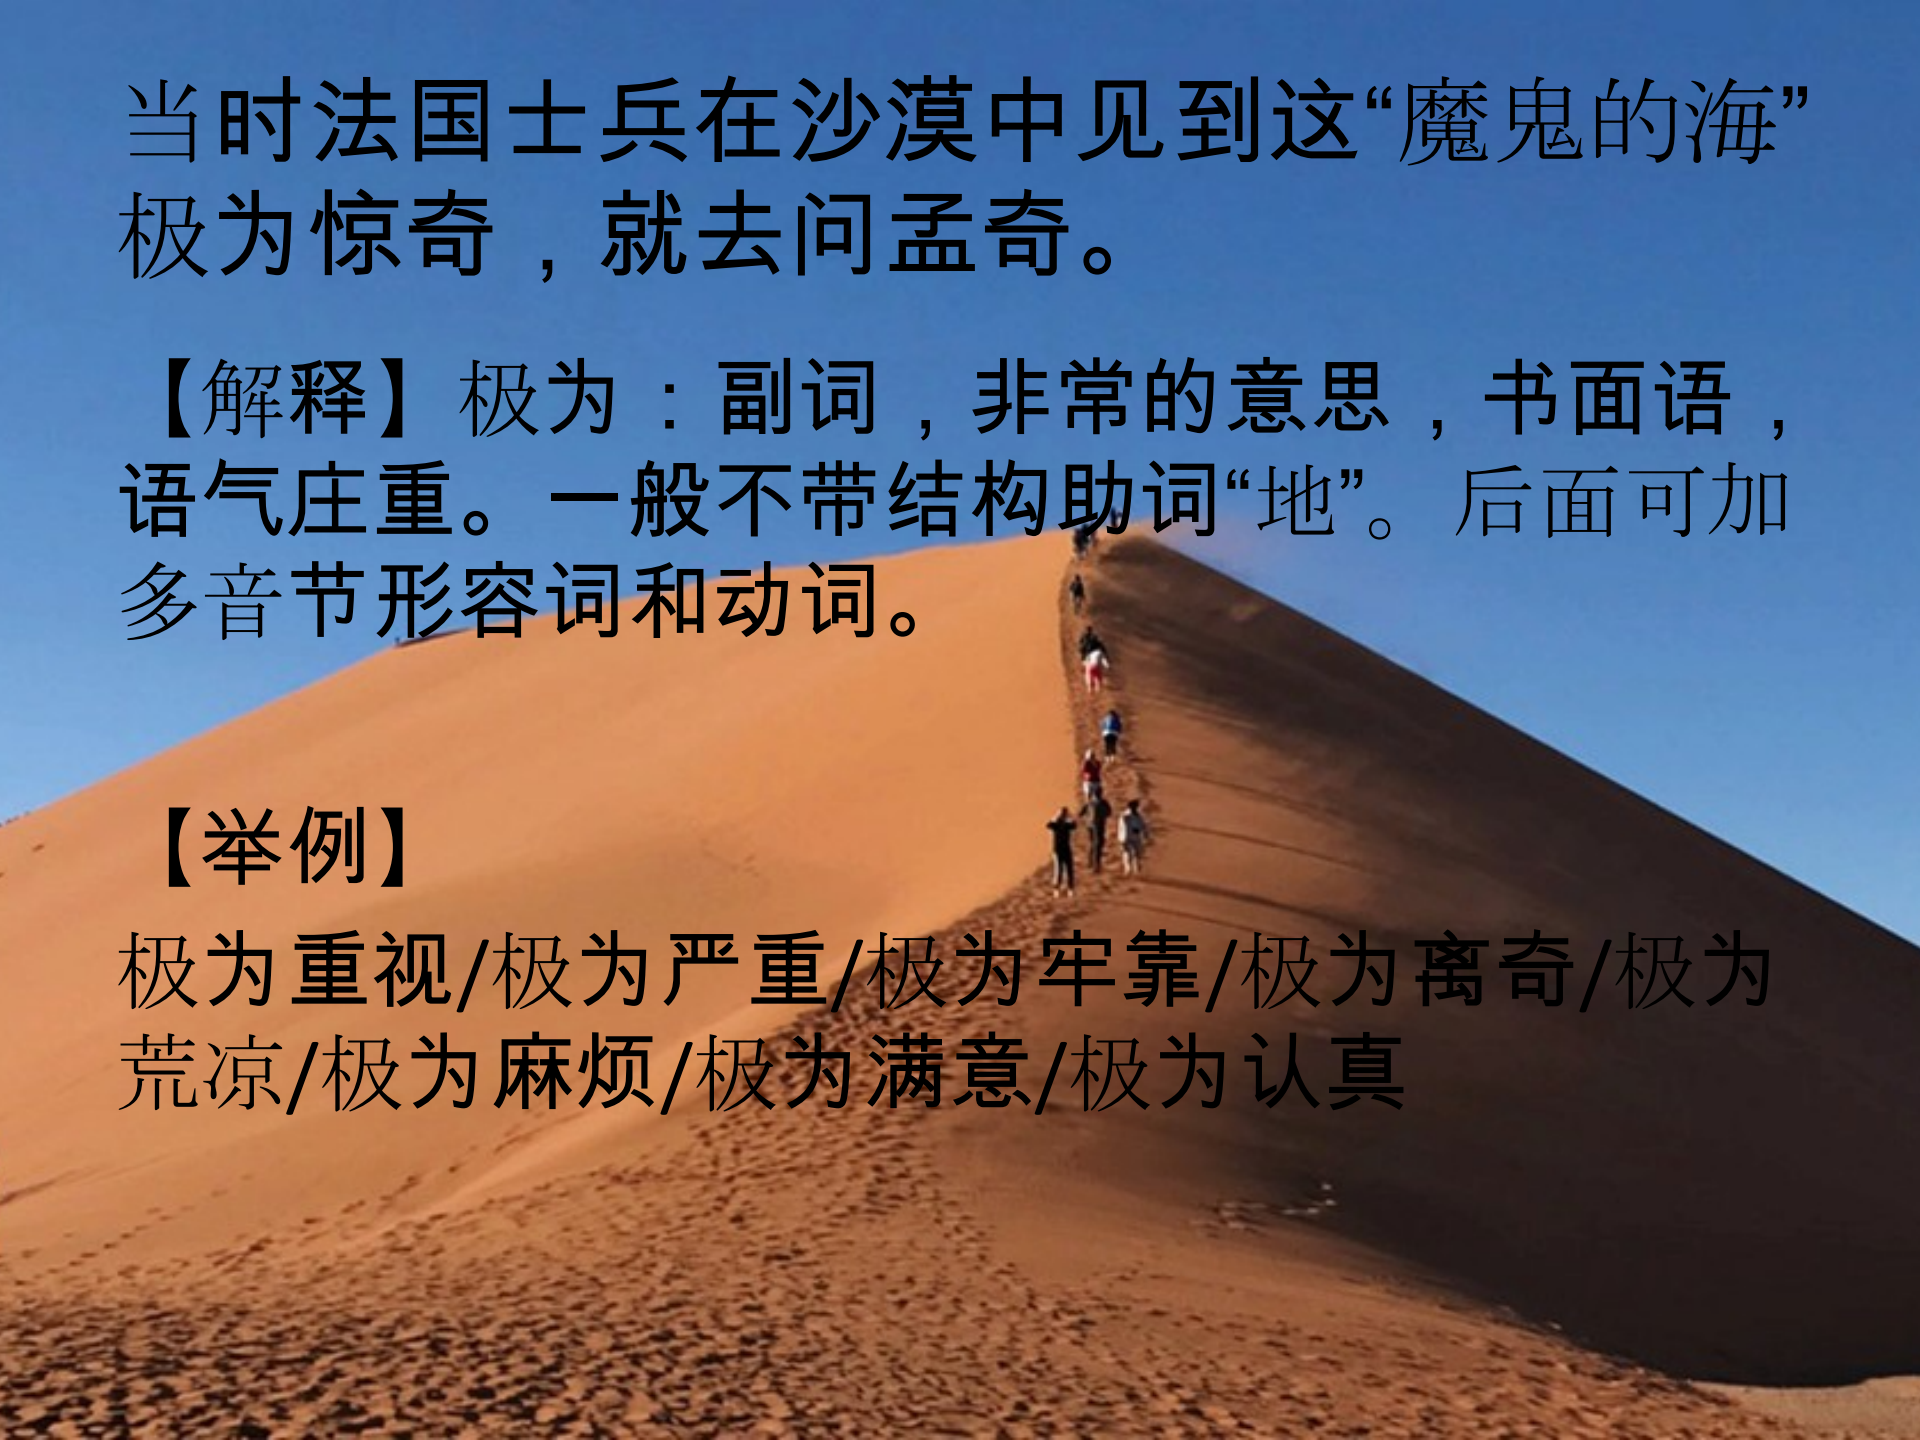 当时法国士兵在沙漠中见到这“魔鬼的海”
极为惊奇，就去问孟奇。
【解释】极为：副词，非常的意思，书面语，
语气庄重。一般不带结构助词“地”。后面可加
多音节形容词和动词。
【举例】
极为重视/极为严重/极为牢靠/极为离奇/极为
荒凉/极为麻烦/极为满意/极为认真